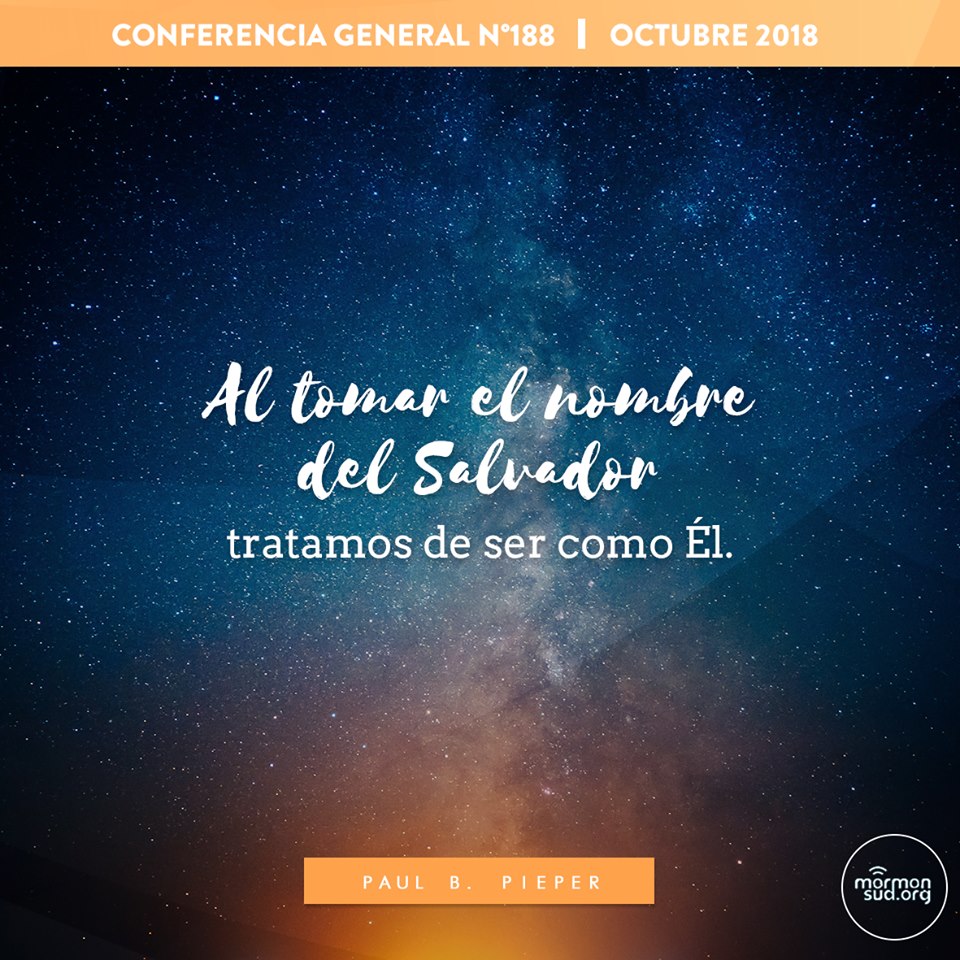 CONFERENCIA GENERAL N°188 | OCTUBRE 2018
Al tomar el nombre
del Salvador
tratamos de ser como Él.
PAUL B. PIEPER
mormon
sud.org